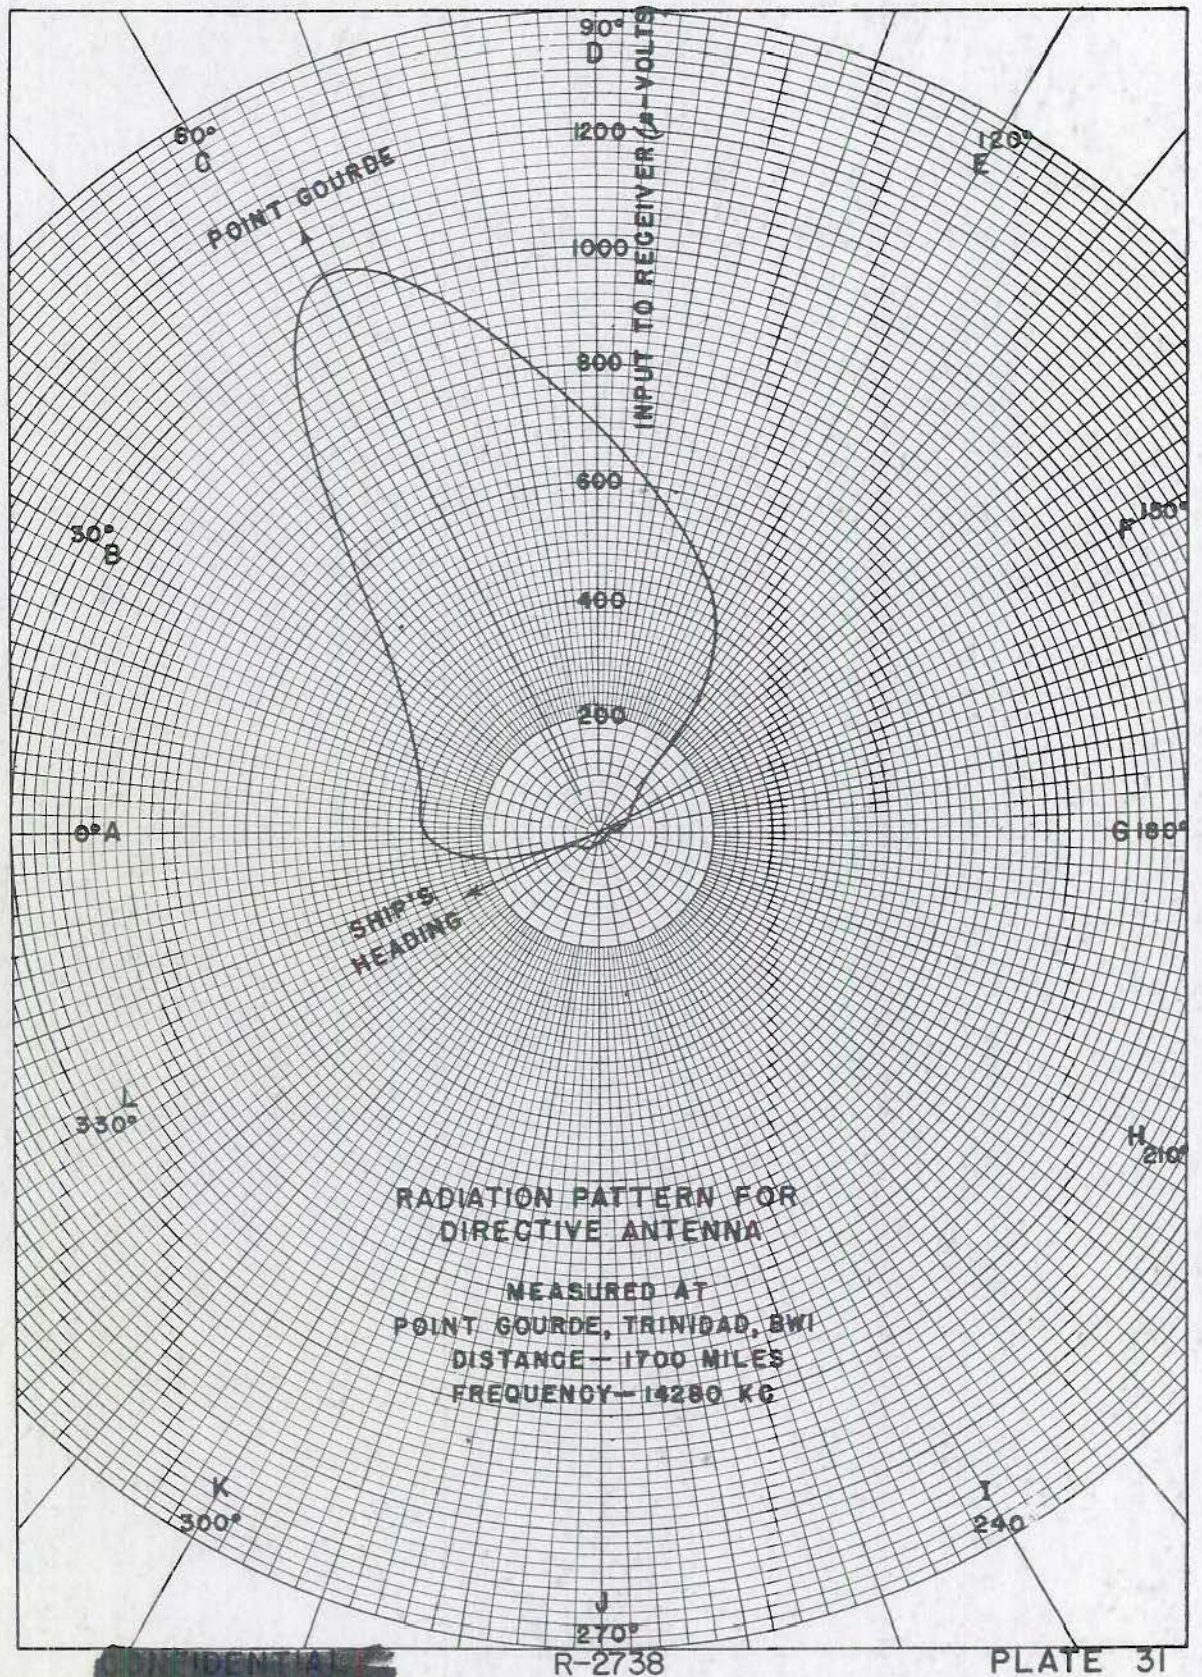 90°
D
INPUT TO RECEIVER (μ-VOLTS)
1200
1000
800
600
400
200
60°
C
POINT GOURDE
120°
E
30°
B
150°
F
0° A
G 180°
SHIP'S
HEADING
L
330°
H
210°
RADIATION PATTERN FOR
DIRECTIVE ANTENNA
MEASURED AT
POINT GOURDE, TRINIDAD, BWI
DISTANCE — 1700 MILES
FREQUENCY — 14280 KC
K
300°
I
240
J
270°
CONFIDENTIAL
R-2738
PLATE 31